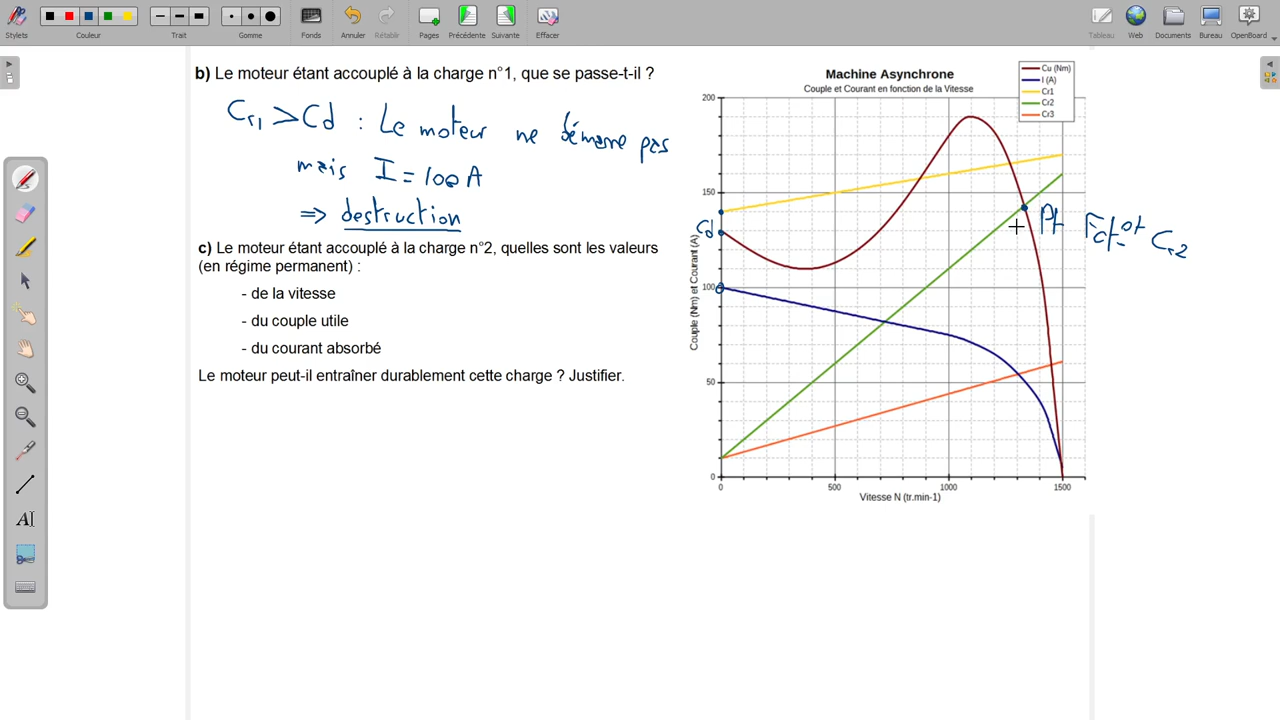 Stylets
Couleur
Trait
Gomme
Fonds
Annuler
Rétablir
Pages
Précédente
Suivante
Effacer
Tableau
Web
Documents
Bureau
OpenBoard
b) Le moteur étant accouplé à la charge n°1, que se passe-t-il ?
Cr1 > Cd : Le moteur ne démarre pas
mais I = 100 A
⇒ destruction
c) Le moteur étant accouplé à la charge n°2, quelles sont les valeurs
(en régime permanent) :
- de la vitesse
- du couple utile
- du courant absorbé
Le moteur peut-il entraîner durablement cette charge ? Justifier.
Machine Asynchrone
Couple et Courant en fonction de la Vitesse
Cu (Nm)
I (A)
Cr1
Cr2
Cr3
Couple (Nm) et Courant (A)
200
150
100
50
0
Cd
Pt Fct
Cr2
0 500 1000 1500
Vitesse N (tr.min-1)
AI